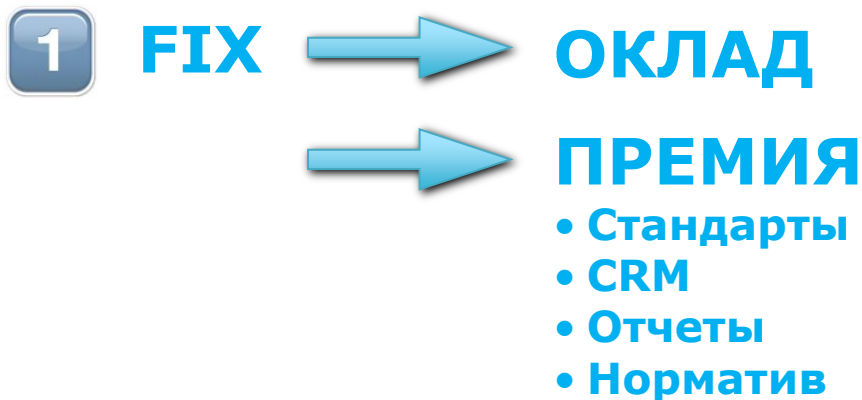 1 FIX ОКЛАД
ПРЕМИЯ
• Стандарты
• CRM
• Отчеты
• Норматив